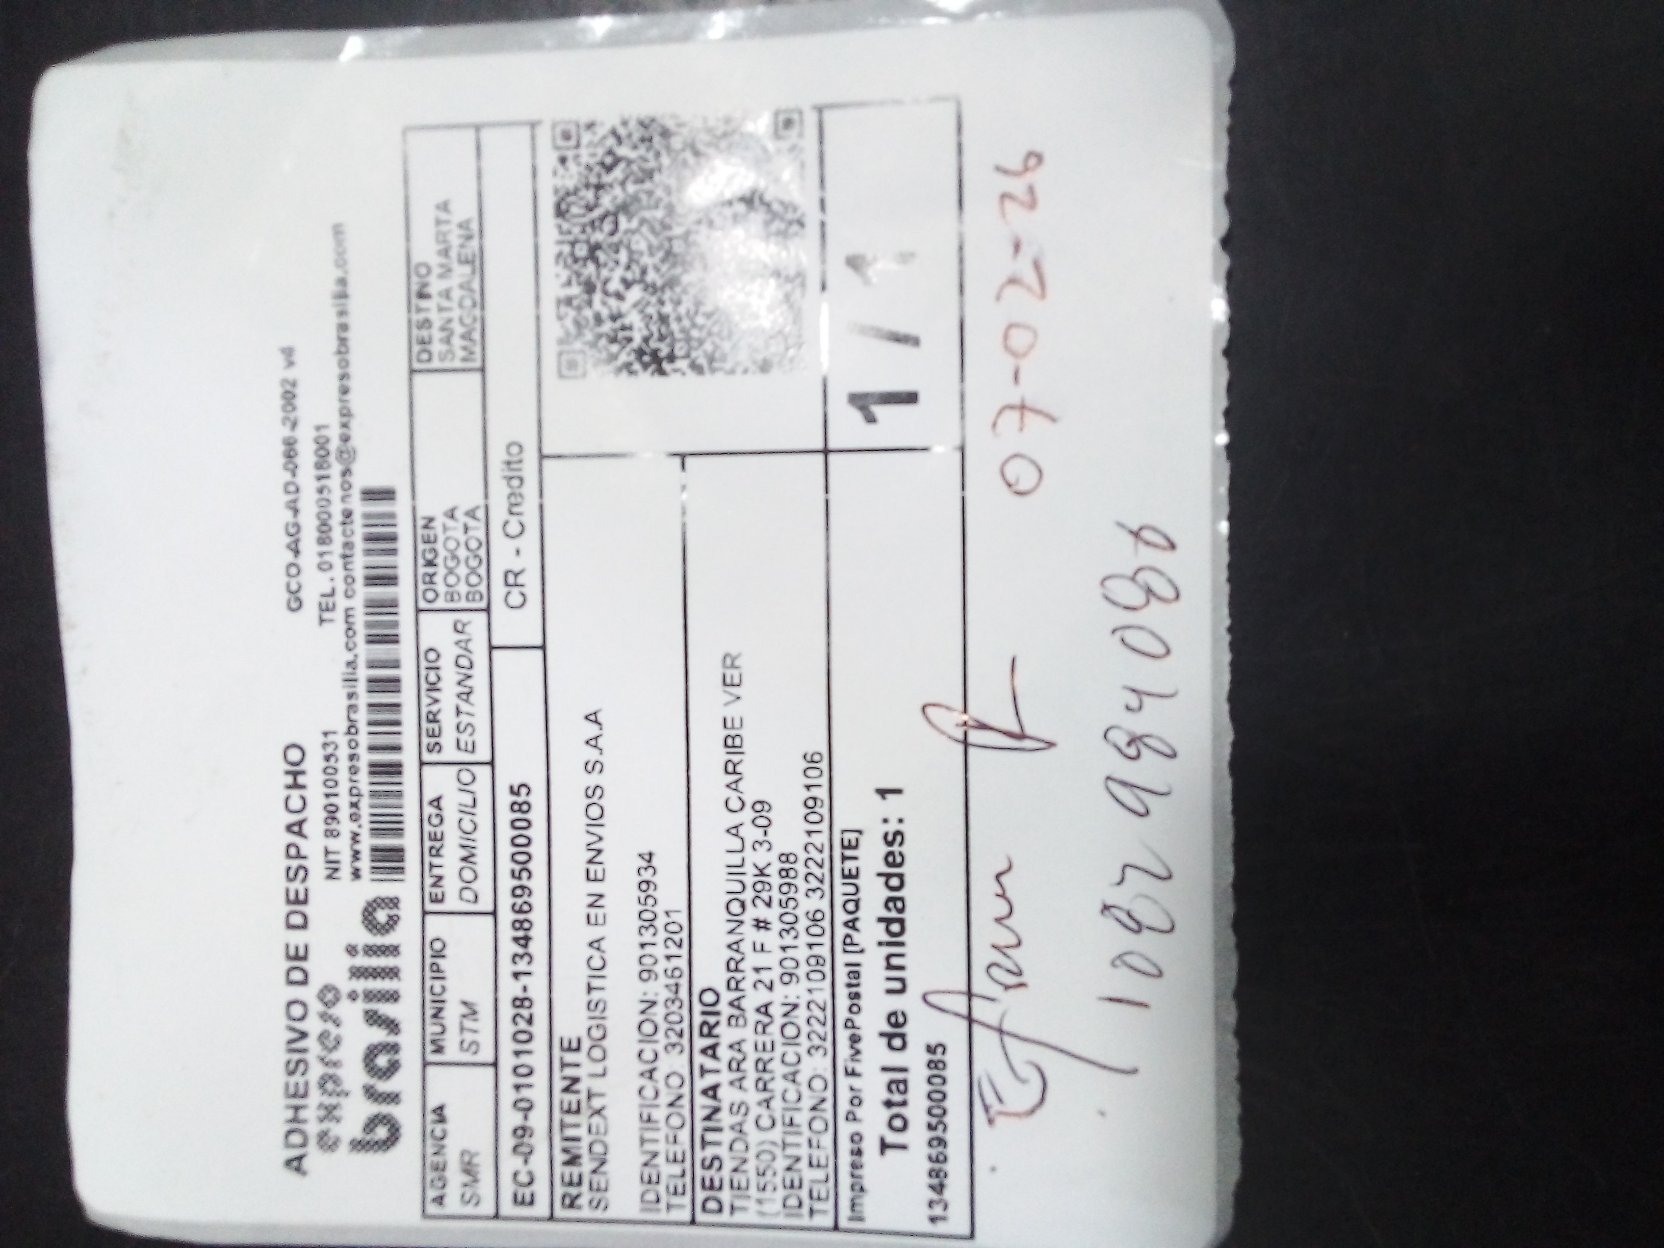 ADHESIVO DE DESPACHO GCO-AG-AD-066-2002 v4
expreso brasilia
NIT 890100531 TEL. 018000518001
www.expresobrasilia.com contactenos@expresobrasilia.com
AGENCIA MUNICIPIO ENTREGA SERVICIO ORIGEN DESTINO
SMR STM DOMICILIO ESTANDAR BOGOTA SANTA MARTA
BOGOTA MAGDALENA
EC-09-0101028-1348695000085 CR - Credito
REMITENTE
SENDEXT LOGISTICA EN ENVIOS S.A.A
IDENTIFICACION: 901305934
TELEFONO 3203461201
DESTINATARIO
TIENDAS ARA BARRANQUILLA CARIBE VER
(1550) CARRERA 21 F # 29K 3-09
IDENTIFICACION: 901305988
TELEFONO: 3222109106 3222109106
Impreso Por FivePostal [PAQUETE]
Total de unidades: 1 1 / 1
1348695000085
07-02-26